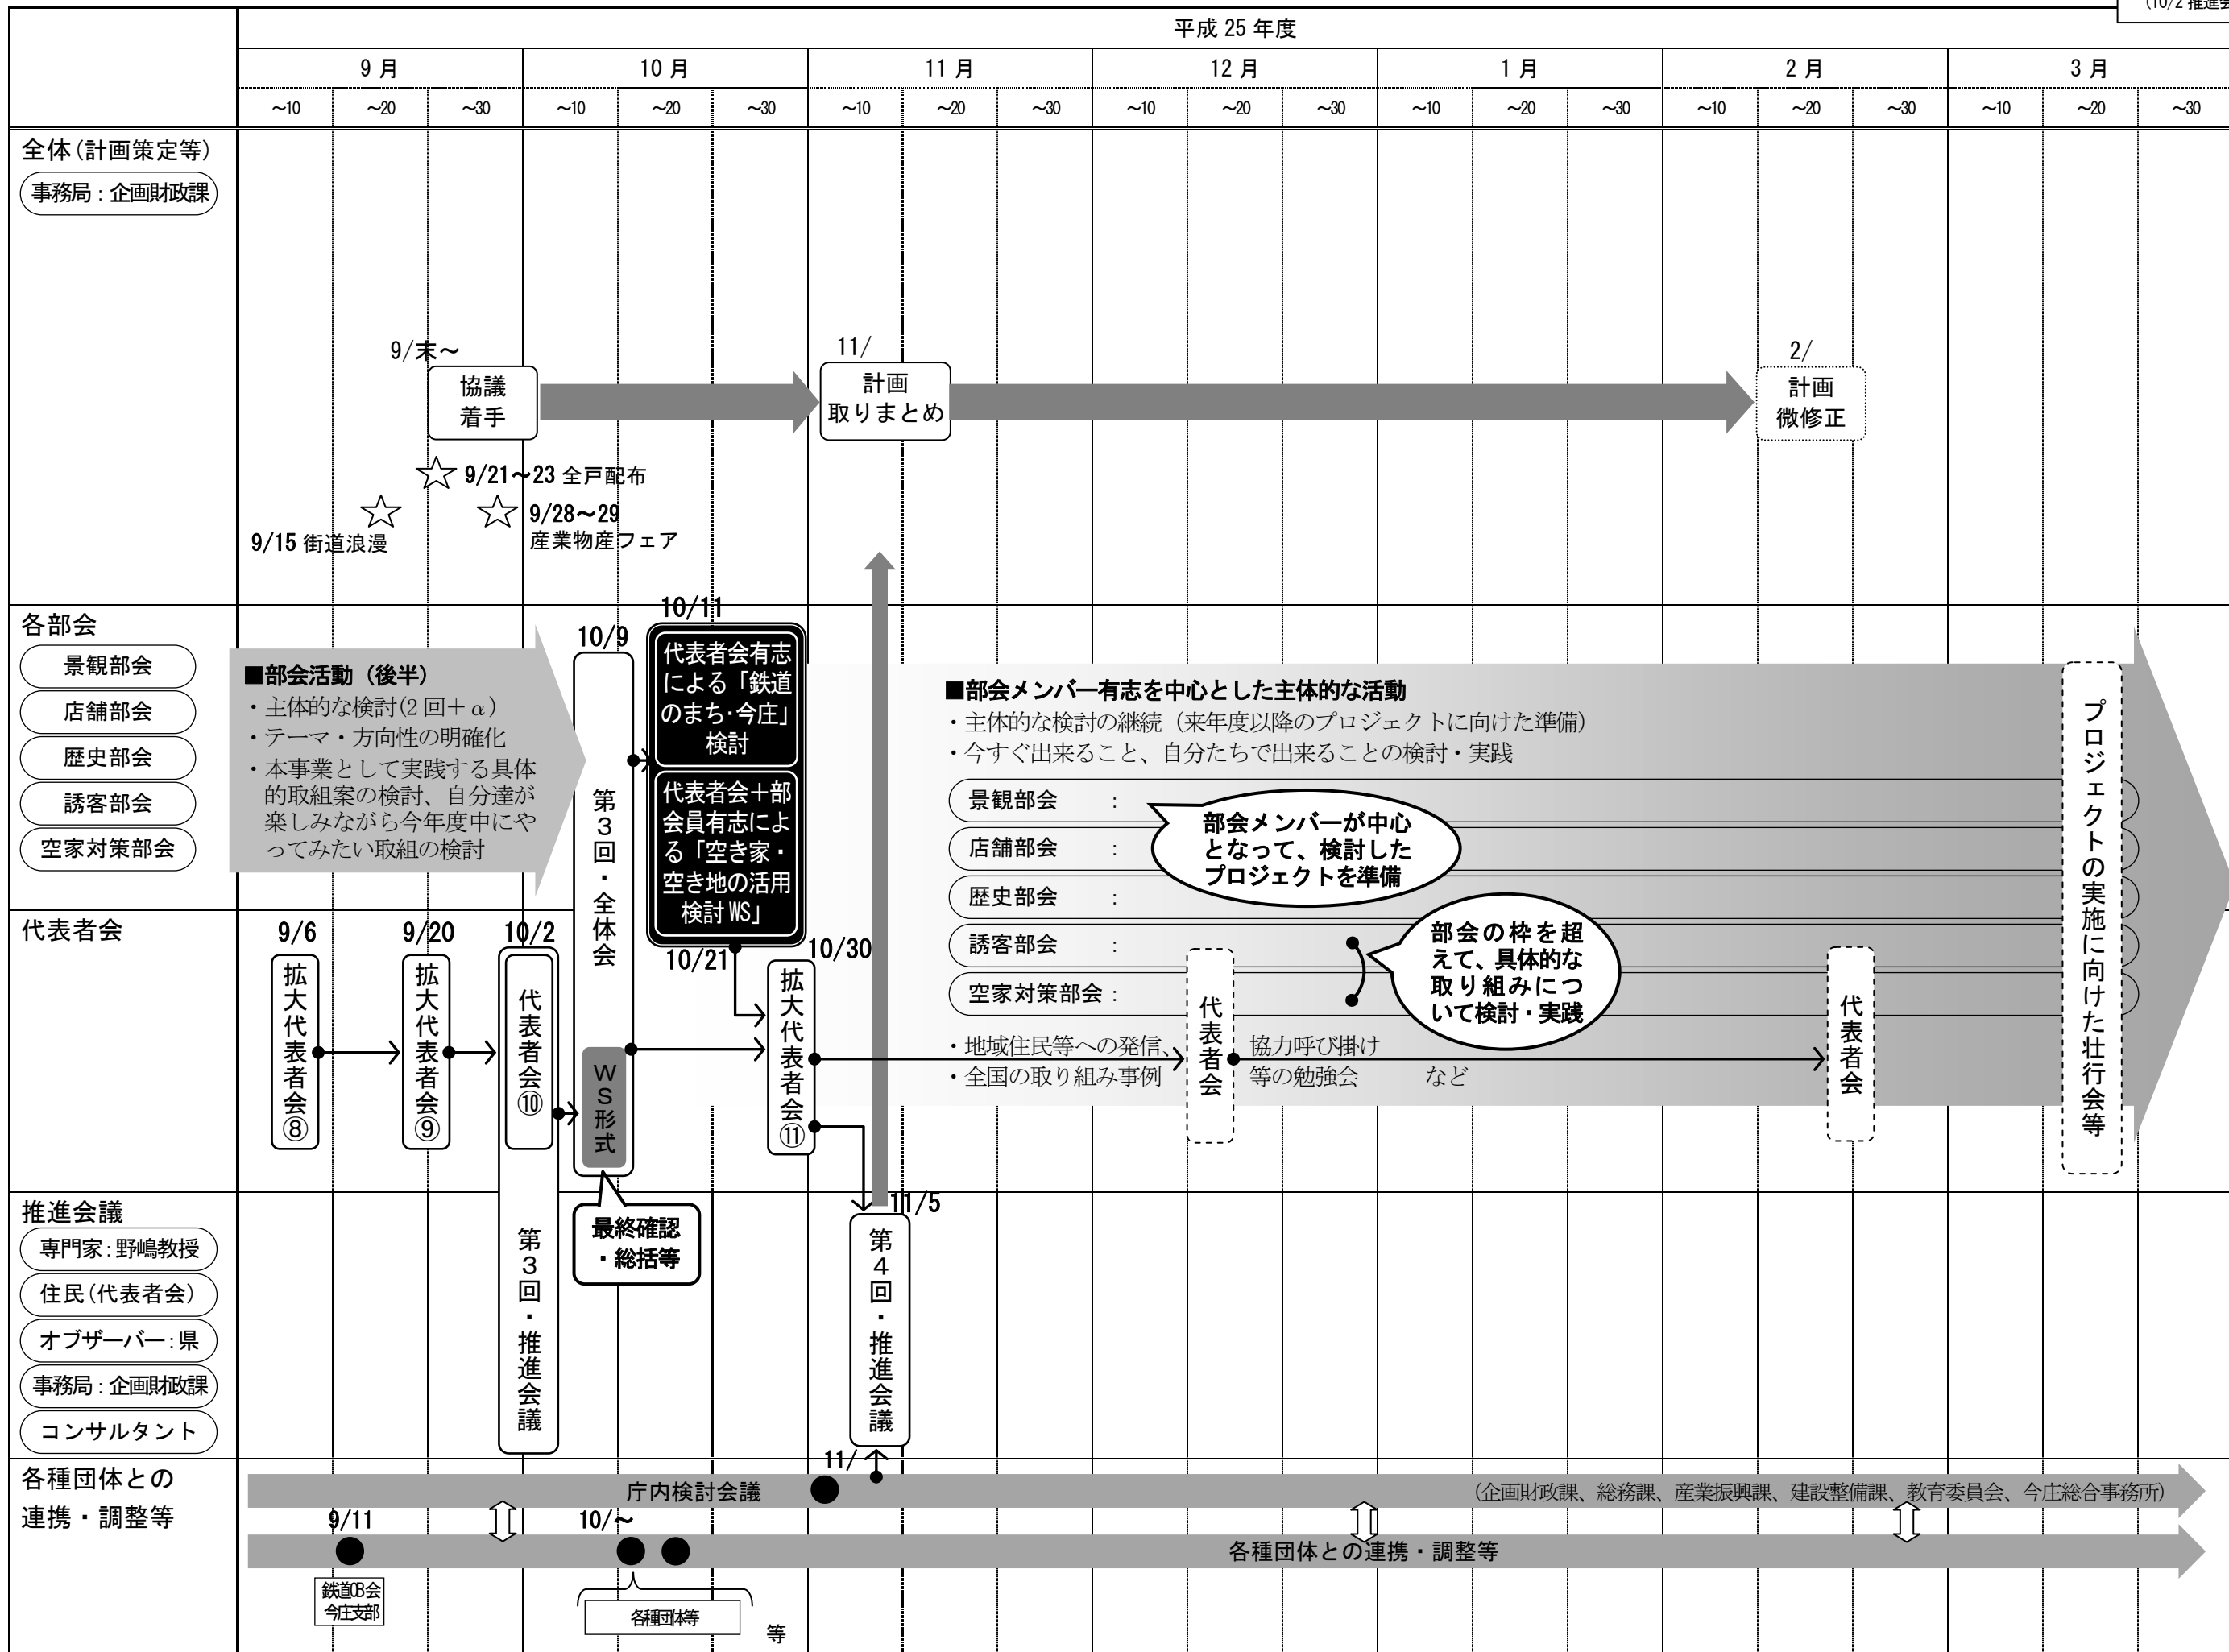 （10/2 推進会
平成 25 年度
9 月
10 月
11 月
12 月
1 月
2 月
3 月
～10
～20
～30
～10
～20
～30
～10
～20
～30
～10
～20
～30
～10
～20
～30
～10
～20
～30
～10
～20
～30
全体（計画策定等）
事務局：企画財政課
9/末～
協議
着手
11/
計画
取りまとめ
2/
計画
微修正
9/21～23 全戸配布
9/28～29
産業物産フェア
9/15 街道浪漫
各部会
景観部会
店舗部会
歴史部会
誘客部会
空家対策部会
■部会活動（後半）
・主体的な検討(2 回＋α)
・テーマ・方向性の明確化
・本事業として実践する具体
的取組案の検討、自分達が
楽しみながら今年度中にや
ってみたい取組の検討
10/9
第３回・全体会
ＷＳ形式
最終確認
・総括等
10/11
代表者会有志
による「鉄道
のまち・今庄」
検討
代表者会＋部
会員有志によ
る「空き家・
空き地の活用
検討 WS」
10/21
■部会メンバー有志を中心とした主体的な活動
・主体的な検討の継続（来年度以降のプロジェクトに向けた準備）
・今すぐ出来ること、自分たちで出来ることの検討・実践
景観部会　　：
店舗部会　　：
歴史部会　　：
誘客部会　　：
空家対策部会：
部会メンバーが中心
となって、検討した
プロジェクトを準備
部会の枠を超
えて、具体的な
取り組みにつ
いて検討・実践
・地域住民等への発信、
協力呼び掛け
・全国の取り組み事例
等の勉強会
など
プロジェクトの実施に向けた壮行会等
代表者会
9/6
拡大代表者会⑧
9/20
拡大代表者会⑨
10/2
代表者会⑩
10/30
拡大代表者会⑪
代表者会
代表者会
推進会議
専門家：野嶋教授
住民（代表者会）
オブザーバー：県
事務局：企画財政課
コンサルタント
第３回・推進会議
11/5
第４回・推進会議
各種団体との
連携・調整等
庁内検討会議
11/
（企画財政課、総務課、産業振興課、建設整備課、教育委員会、今庄総合事務所）
9/11
10/～
各種団体との連携・調整等
鉄道OB会
今庄支部
各種団体等
等